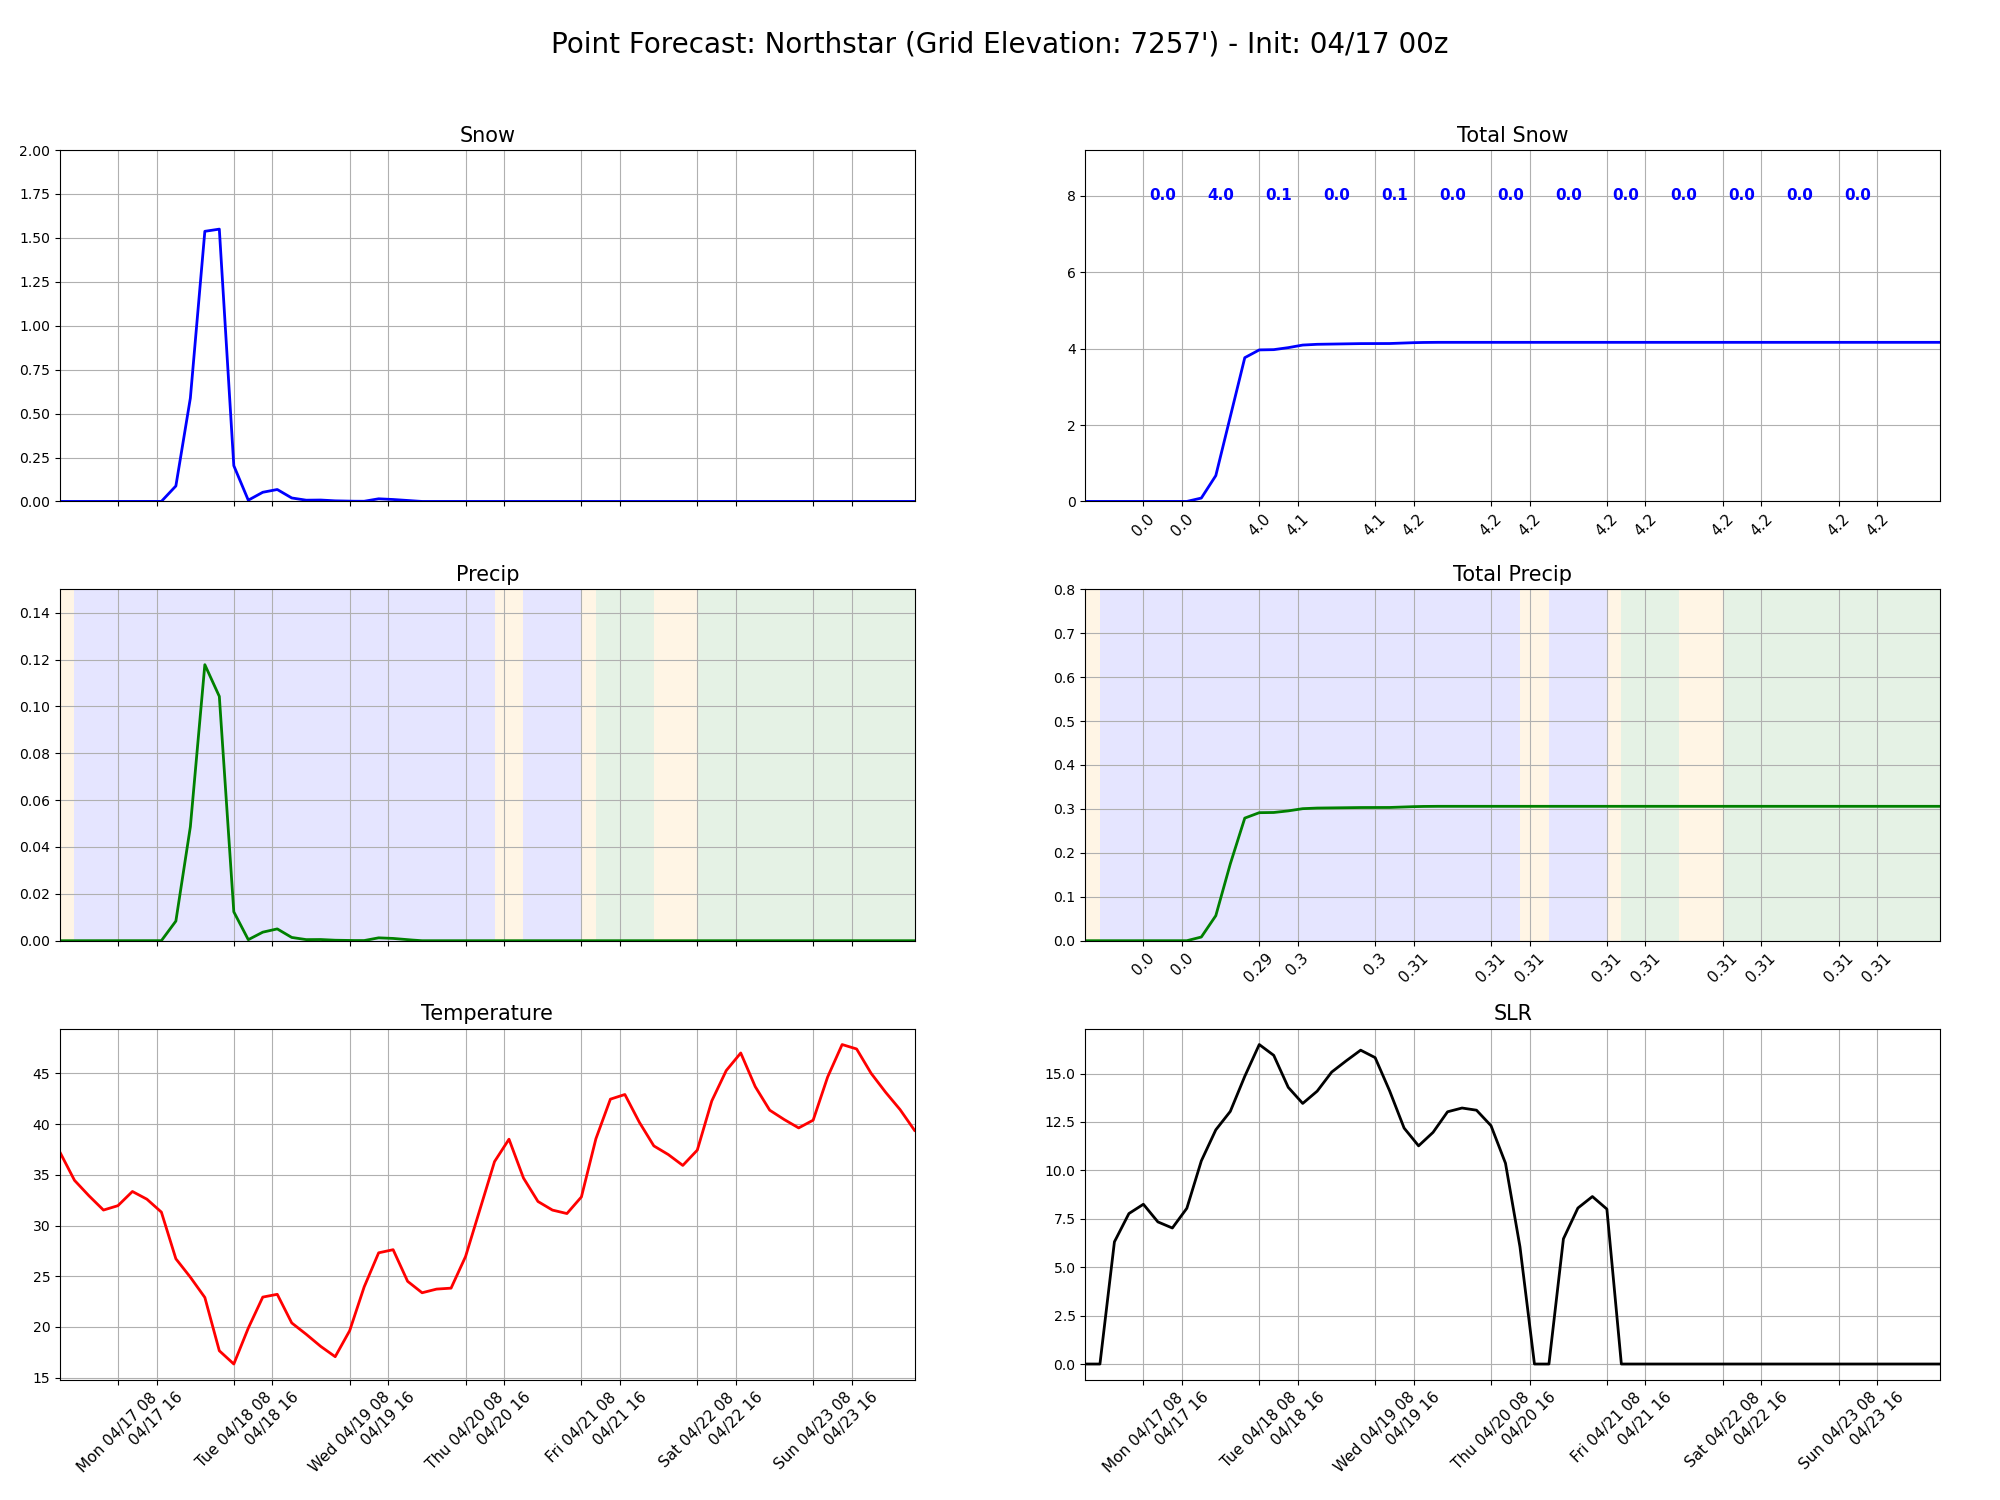 Point Forecast: Northstar (Grid Elevation: 7257') - Init: 04/17 00z
Snow
2.00
1.75
1.50
1.25
1.00
0.75
0.50
0.25
0.00
Total Snow
0.0 4.0 0.1 0.0 0.1 0.0 0.0 0.0 0.0 0.0 0.0 0.0 0.0
8
6
4
2
0
0.0 0.0 4.0 4.1 4.1 4.2 4.2 4.2 4.2 4.2 4.2 4.2 4.2 4.2
Precip
0.14
0.12
0.10
0.08
0.06
0.04
0.02
0.00
Total Precip
0.8
0.7
0.6
0.5
0.4
0.3
0.2
0.1
0.0
0.0 0.0 0.29 0.3 0.3 0.31 0.31 0.31 0.31 0.31 0.31 0.31 0.31 0.31
Temperature
45
40
35
30
25
20
15
Mon 04/17 08
04/17 16
Tue 04/18 08
04/18 16
Wed 04/19 08
04/19 16
Thu 04/20 08
04/20 16
Fri 04/21 08
04/21 16
Sat 04/22 08
04/22 16
Sun 04/23 08
04/23 16
SLR
15.0
12.5
10.0
7.5
5.0
2.5
0.0
Mon 04/17 08
04/17 16
Tue 04/18 08
04/18 16
Wed 04/19 08
04/19 16
Thu 04/20 08
04/20 16
Fri 04/21 08
04/21 16
Sat 04/22 08
04/22 16
Sun 04/23 08
04/23 16